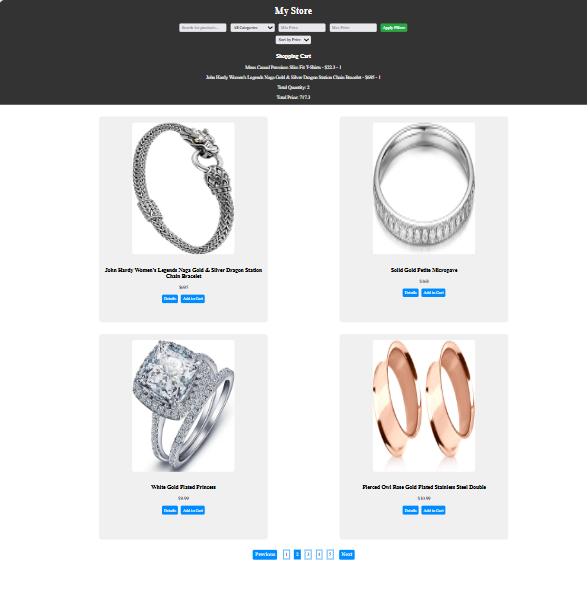 My Store
Search for products...
All Categories
Min Price
Max Price
Apply Filters
Sort by Price
Shopping Cart
Mens Casual Premium Slim Fit T-Shirts - $22.3 - 1
John Hardy Women's Legends Naga Gold & Silver Dragon Station Chain Bracelet - $695 - 1
Total Quantity: 2
Total Price: 717.3
John Hardy Women's Legends Naga Gold & Silver Dragon Station
Chain Bracelet
$695
Details Add to Cart
Solid Gold Petite Micropave
$168
Details Add to Cart
White Gold Plated Princess
$9.99
Details Add to Cart
Pierced Owl Rose Gold Plated Stainless Steel Double
$10.99
Details Add to Cart
Previous 1 2 3 4 5 Next